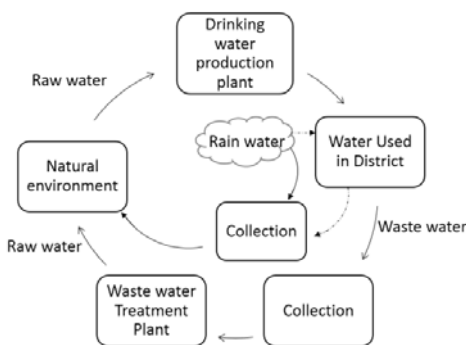 Drinking
water
production
plant
Raw water
Rain water
Water Used
in District
Natural
environment
Collection
Waste water
Raw water
Waste water
Treatment
Plant
Collection